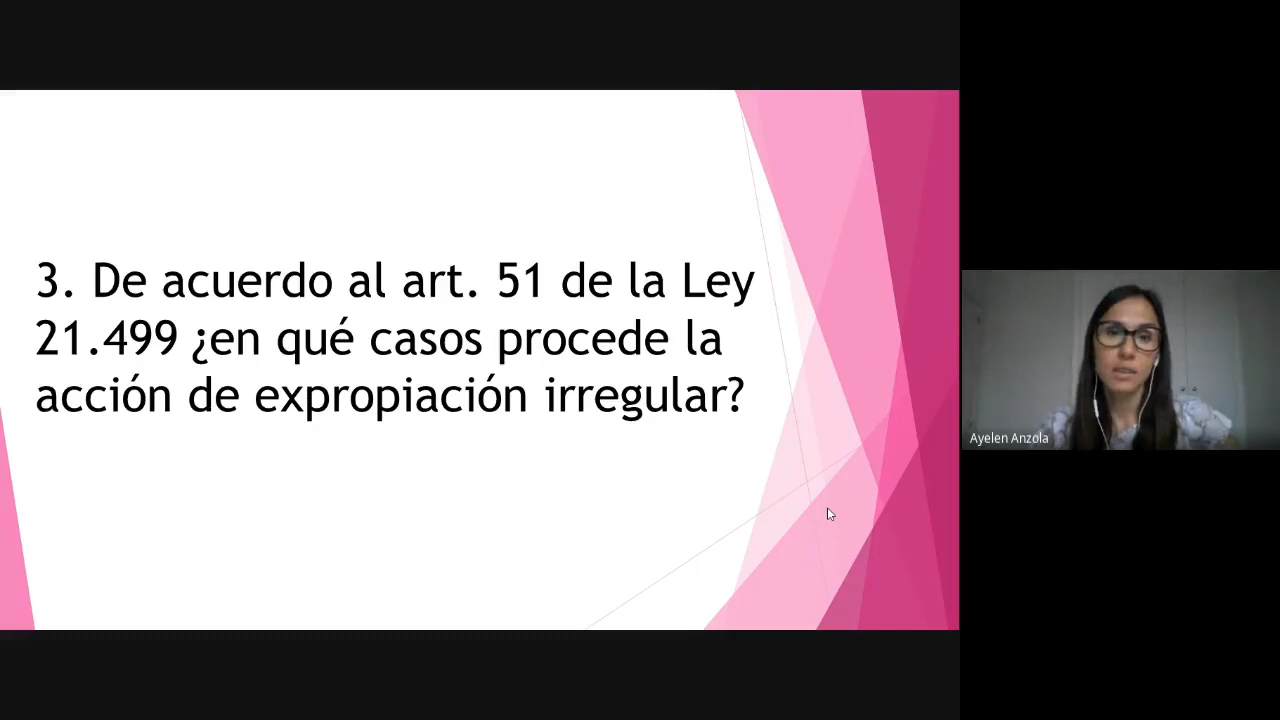 3. De acuerdo al art. 51 de la Ley
21.499 ¿en qué casos procede la
acción de expropiación irregular?
Ayelen Anzola